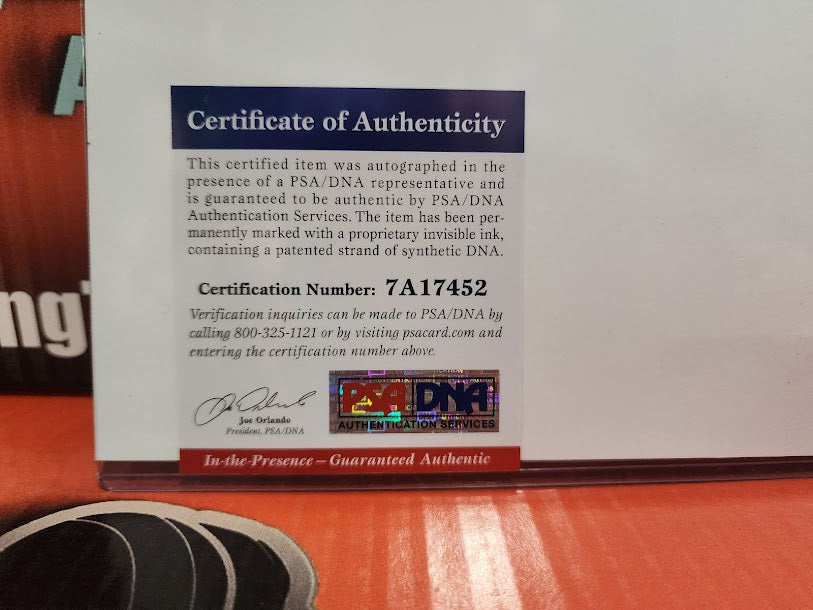 Certificate of Authenticity
This certified item was autographed in the
presence of a PSA/DNA representative and
is guaranteed to be authentic by PSA/DNA
Authentication Services. The item has been per-
manently marked with a proprietary invisible ink,
containing a patented strand of synthetic DNA.
Certification Number: 7A17452
Verification inquiries can be made to PSA/DNA by
calling 800-325-1121 or by visiting psacard.com and
entering the certification number above.
Joe Orlando
President, PSA/DNA
PSA DNA
AUTHENTICATION SERVICES
In-the-Presence – Guaranteed Authentic